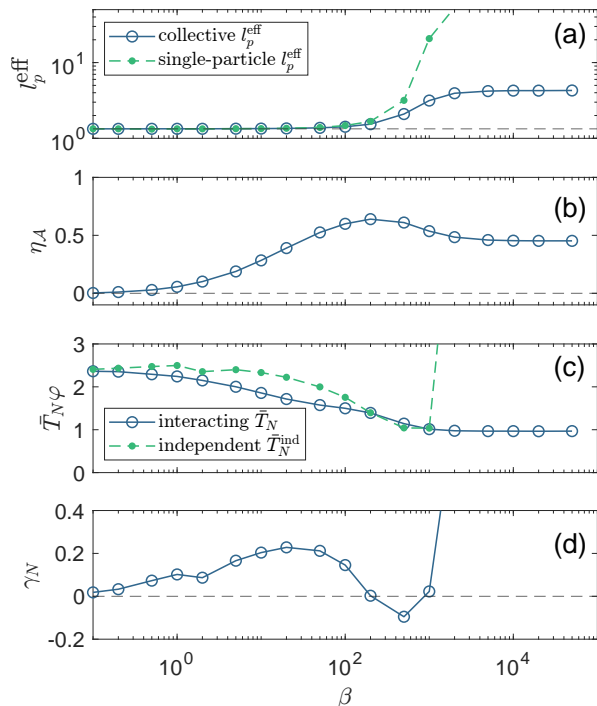 (a)
collective l_p^eff
single-particle l_p^eff
10^1
10^0
l_p^eff
(b)
1
0.5
0
η_𝒜
(c)
3
2
1
0
T̄_N φ
interacting T̄_N
independent T̄_N^ind
(d)
0.4
0.2
0
-0.2
γ_N
10^0 10^2 10^4
β